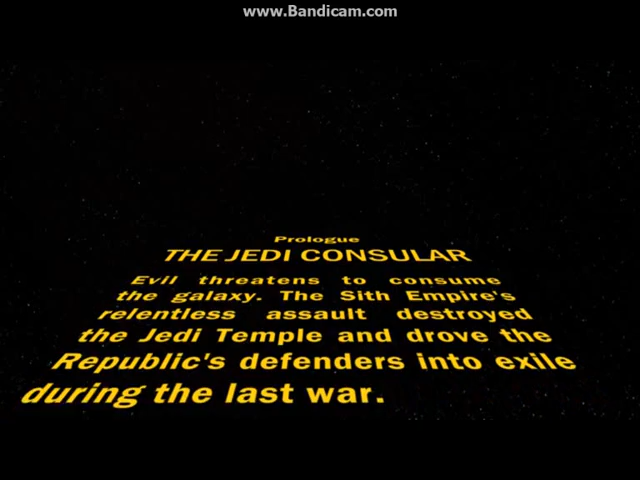 www.Bandicam.com
Prologue
THE JEDI CONSULAR
Evil threatens to consume
the galaxy. The Sith Empire's
relentless assault destroyed
the Jedi Temple and drove the
Republic's defenders into exile
during the last war.